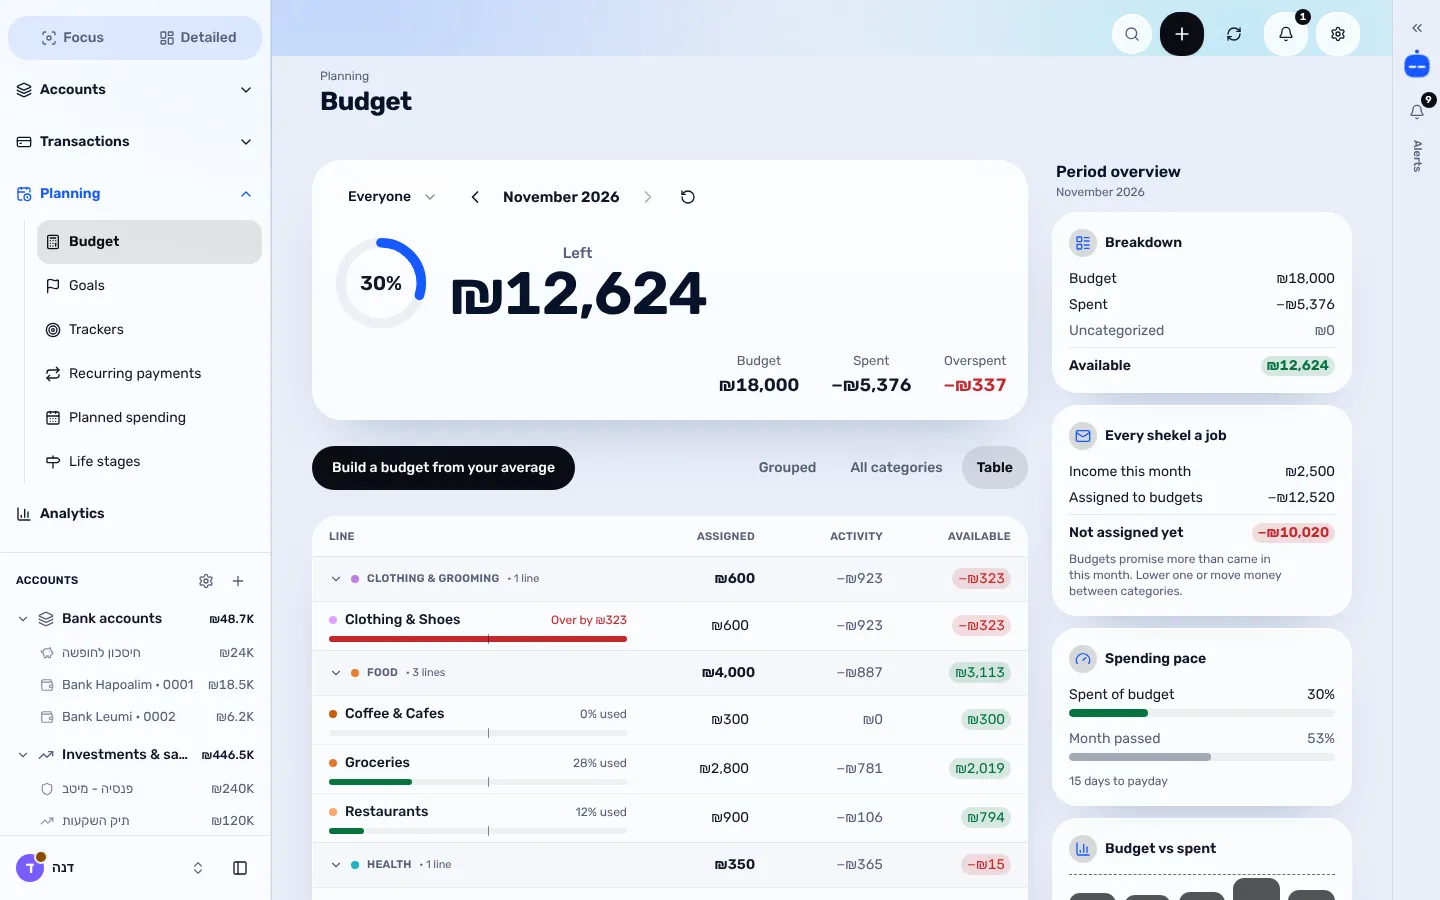 Focus
Detailed
Accounts
Transactions
Planning
Budget
Goals
Trackers
Recurring payments
Planned spending
Life stages
Analytics
ACCOUNTS
Bank accounts ₪48.7K
חיסכון לחופשה ₪24K
Bank Hapoalim • 0001 ₪18.5K
Bank Leumi • 0002 ₪6.2K
Investments & sa... ₪446.5K
פנסיה - מיטב ₪240K
תיק השקעות ₪120K
ד דנה
1
Planning
Budget
Everyone
November 2026
30%
Left
₪12,624
Budget Spent Overspent
₪18,000 −₪5,376 −₪337
Build a budget from your average
Grouped All categories Table
LINE ASSIGNED ACTIVITY AVAILABLE
CLOTHING & GROOMING • 1 line ₪600 −₪923 −₪323
Clothing & Shoes Over by ₪323 ₪600 −₪923 −₪323
FOOD • 3 lines ₪4,000 −₪887 ₪3,113
Coffee & Cafes 0% used ₪300 ₪0 ₪300
Groceries 28% used ₪2,800 −₪781 ₪2,019
Restaurants 12% used ₪900 −₪106 ₪794
HEALTH • 1 line ₪350 −₪365 −₪15
Period overview
November 2026
Breakdown
Budget ₪18,000
Spent −₪5,376
Uncategorized ₪0
Available ₪12,624
Every shekel a job
Income this month ₪2,500
Assigned to budgets −₪12,520
Not assigned yet −₪10,020
Budgets promise more than came in
this month. Lower one or move money
between categories.
Spending pace
Spent of budget 30%
Month passed 53%
15 days to payday
Budget vs spent
9
Alerts